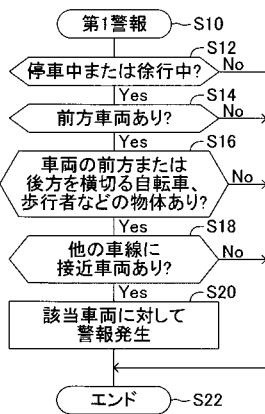 第1警報
S10
S12
停車中または徐行中?
No
Yes
S14
前方車両あり?
No
Yes
S16
車両の前方または
後方を横切る自転車、
歩行者などの物体あり?
No
Yes
S18
他の車線に
接近車両あり?
No
Yes
S20
該当車両に対して
警報発生
エンド
S22